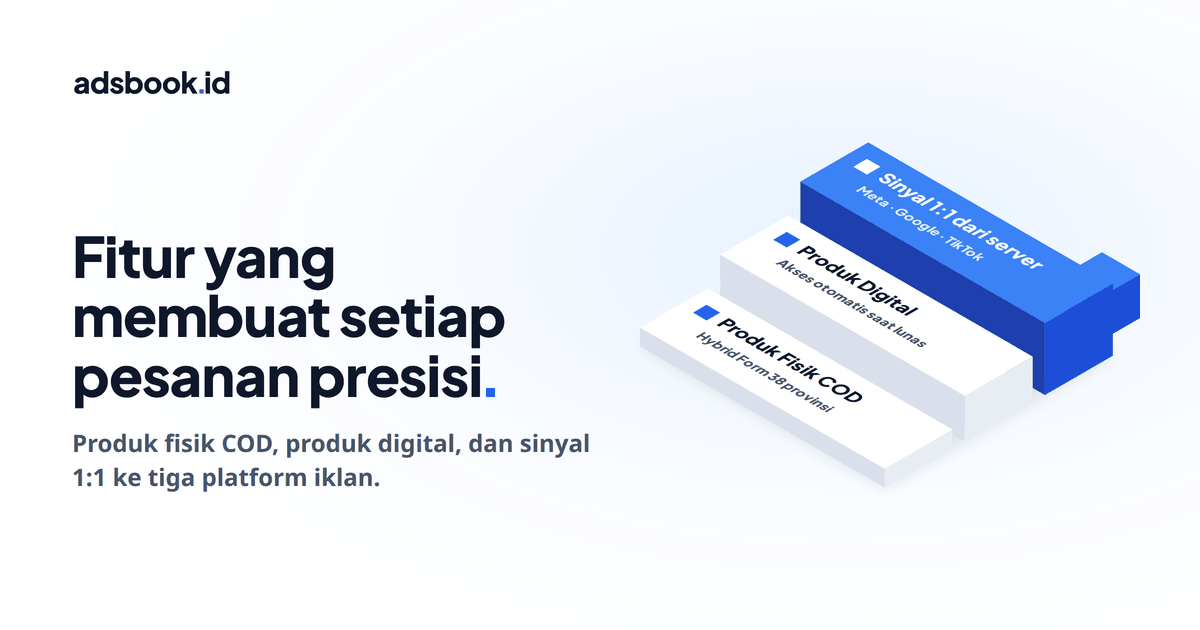 adsbook.id
Fitur yang
membuat setiap
pesanan presisi.
Produk fisik COD, produk digital, dan sinyal
1:1 ke tiga platform iklan.
Sinyal 1:1 dari server
Meta · Google · TikTok
Produk Digital
Akses otomatis saat lunas
Produk Fisik COD
Hybrid Form 38 provinsi